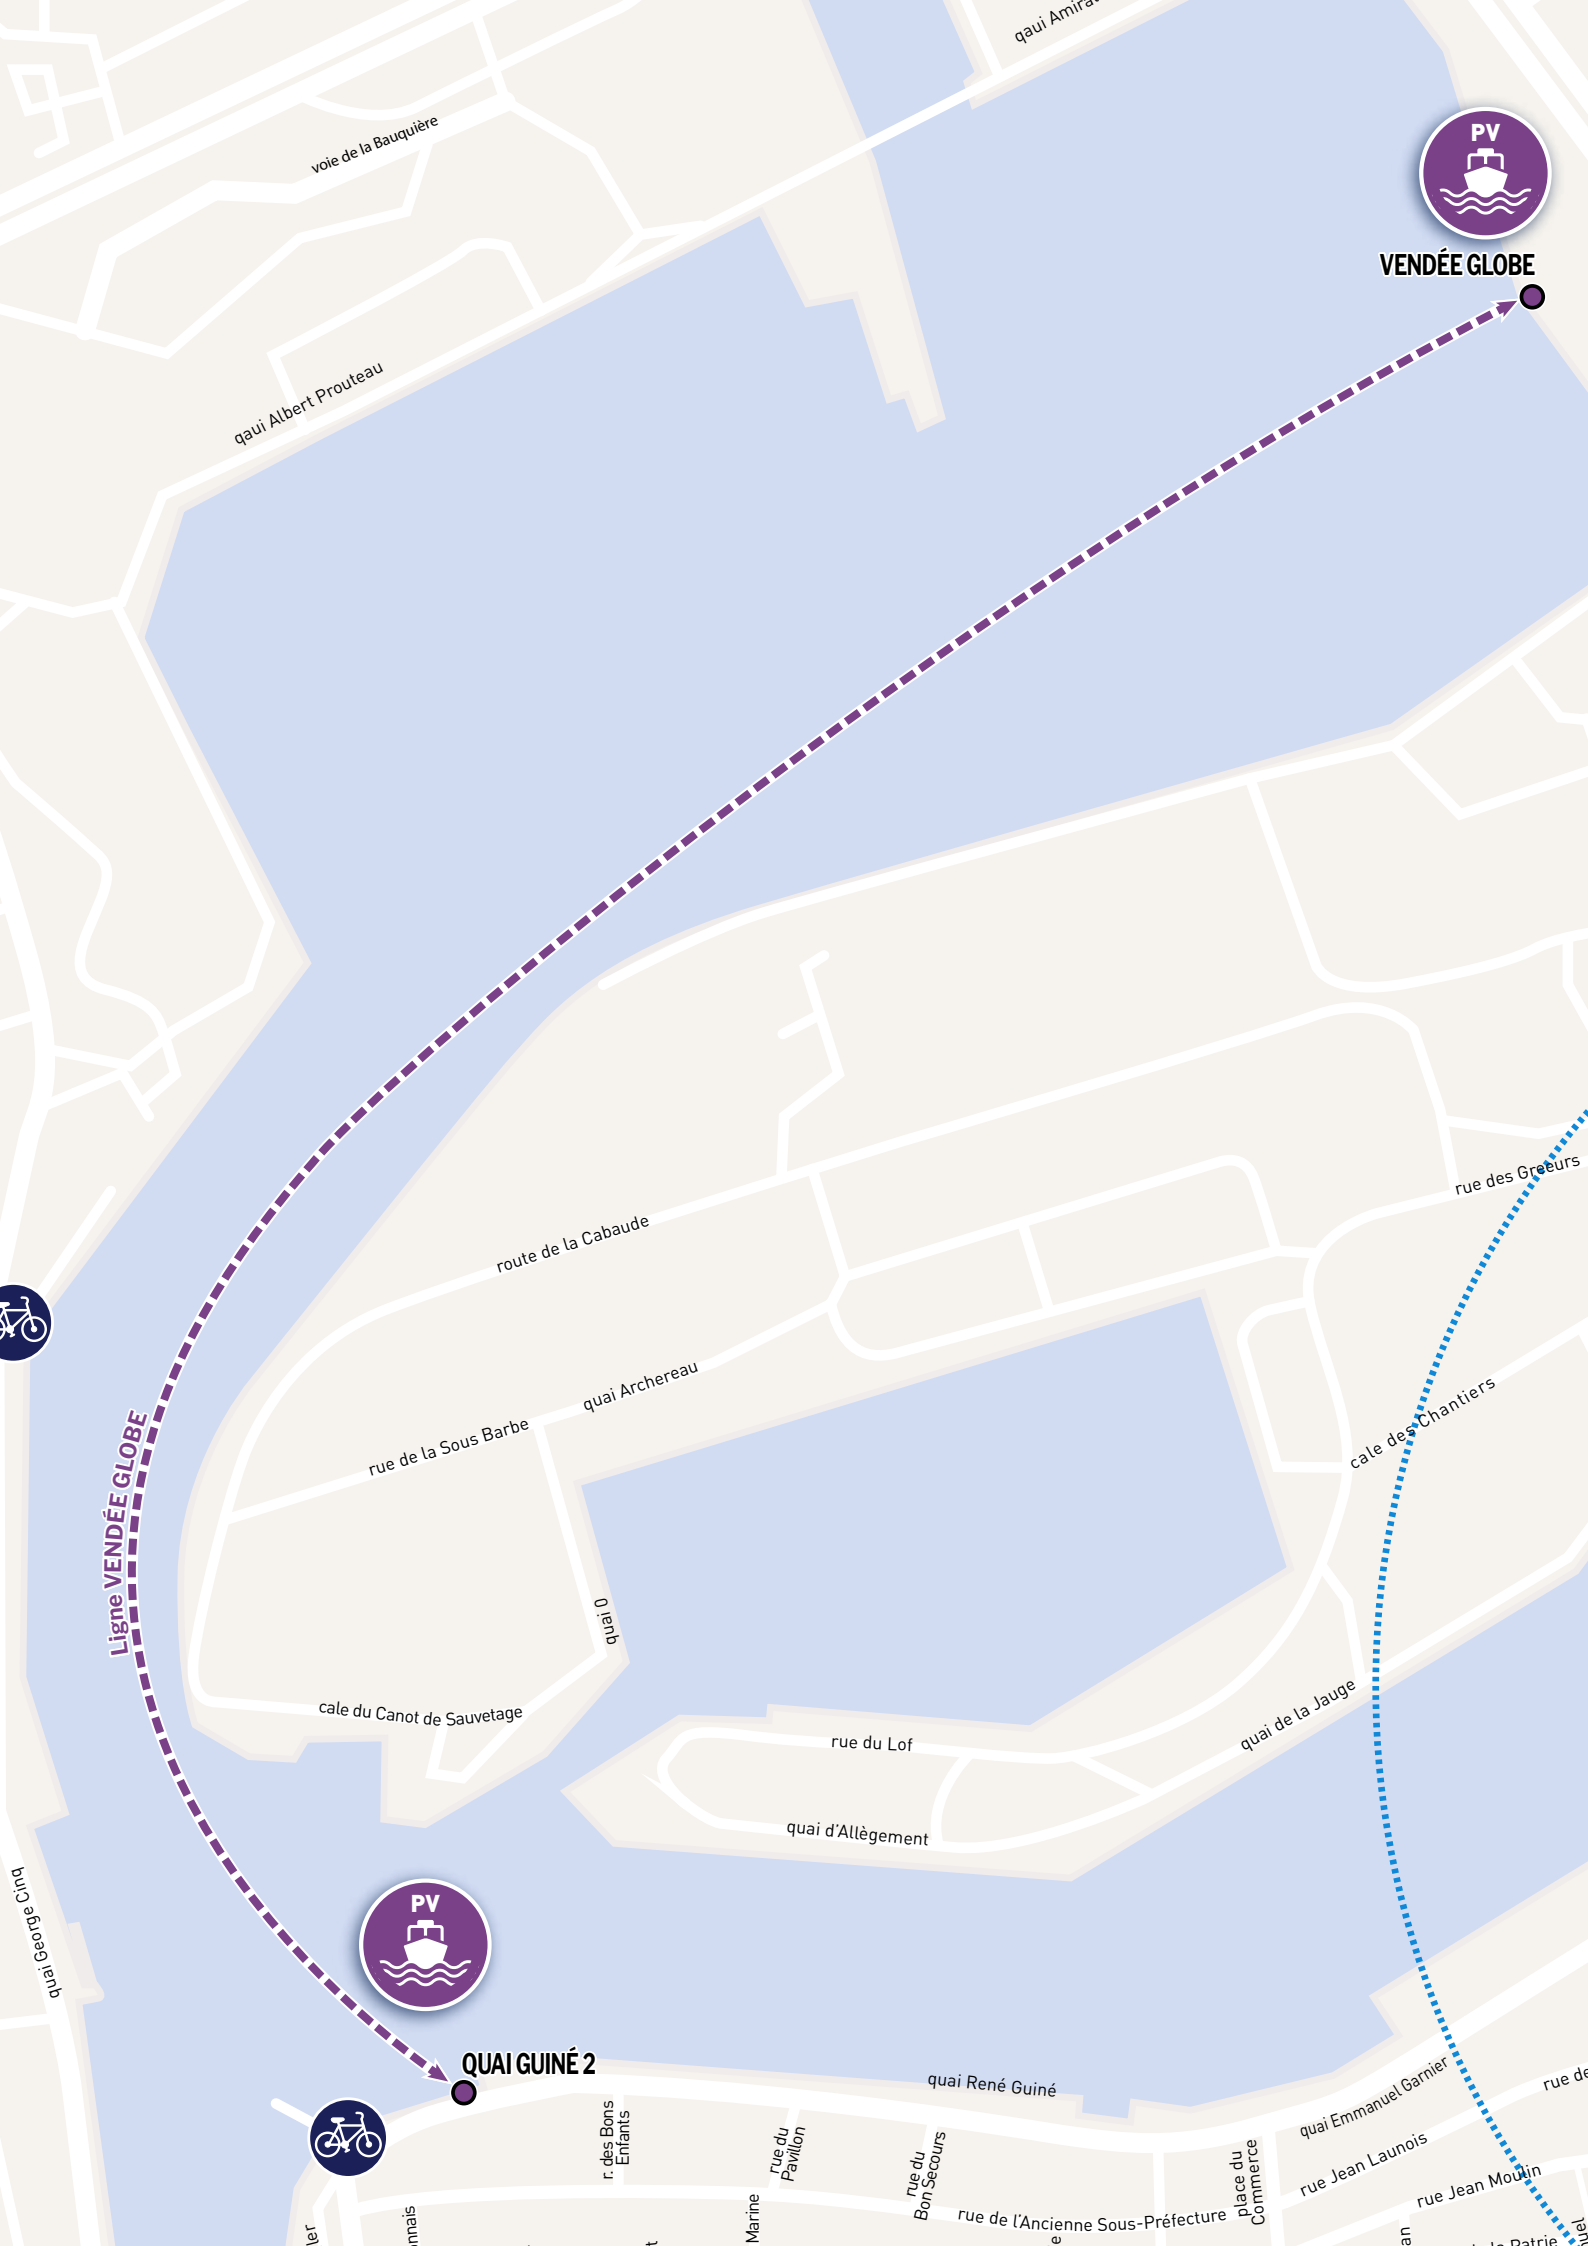 qaui Amira
voie de la Bauquière
PV
VENDÉE GLOBE
qaui Albert Prouteau
rue des Greeurs
route de la Cabaude
quai Archereau
cale des Chantiers
rue de la Sous Barbe
Ligne VENDÉE GLOBE
quai 0
cale du Canot de Sauvetage
rue du Lof
quai de la Jauge
quai d'Allègement
quai George Cinq
PV
QUAI GUINÉ 2
quai René Guiné
quai Emmanuel Garnier
rue de
r. des Bons
Enfants
rue du
Pavillon
rue du
Bon Secours
place du
Commerce
rue Jean Launois
rue Jean Moulin
rue de l'Ancienne Sous-Préfecture
Marine
onnais
Patrie